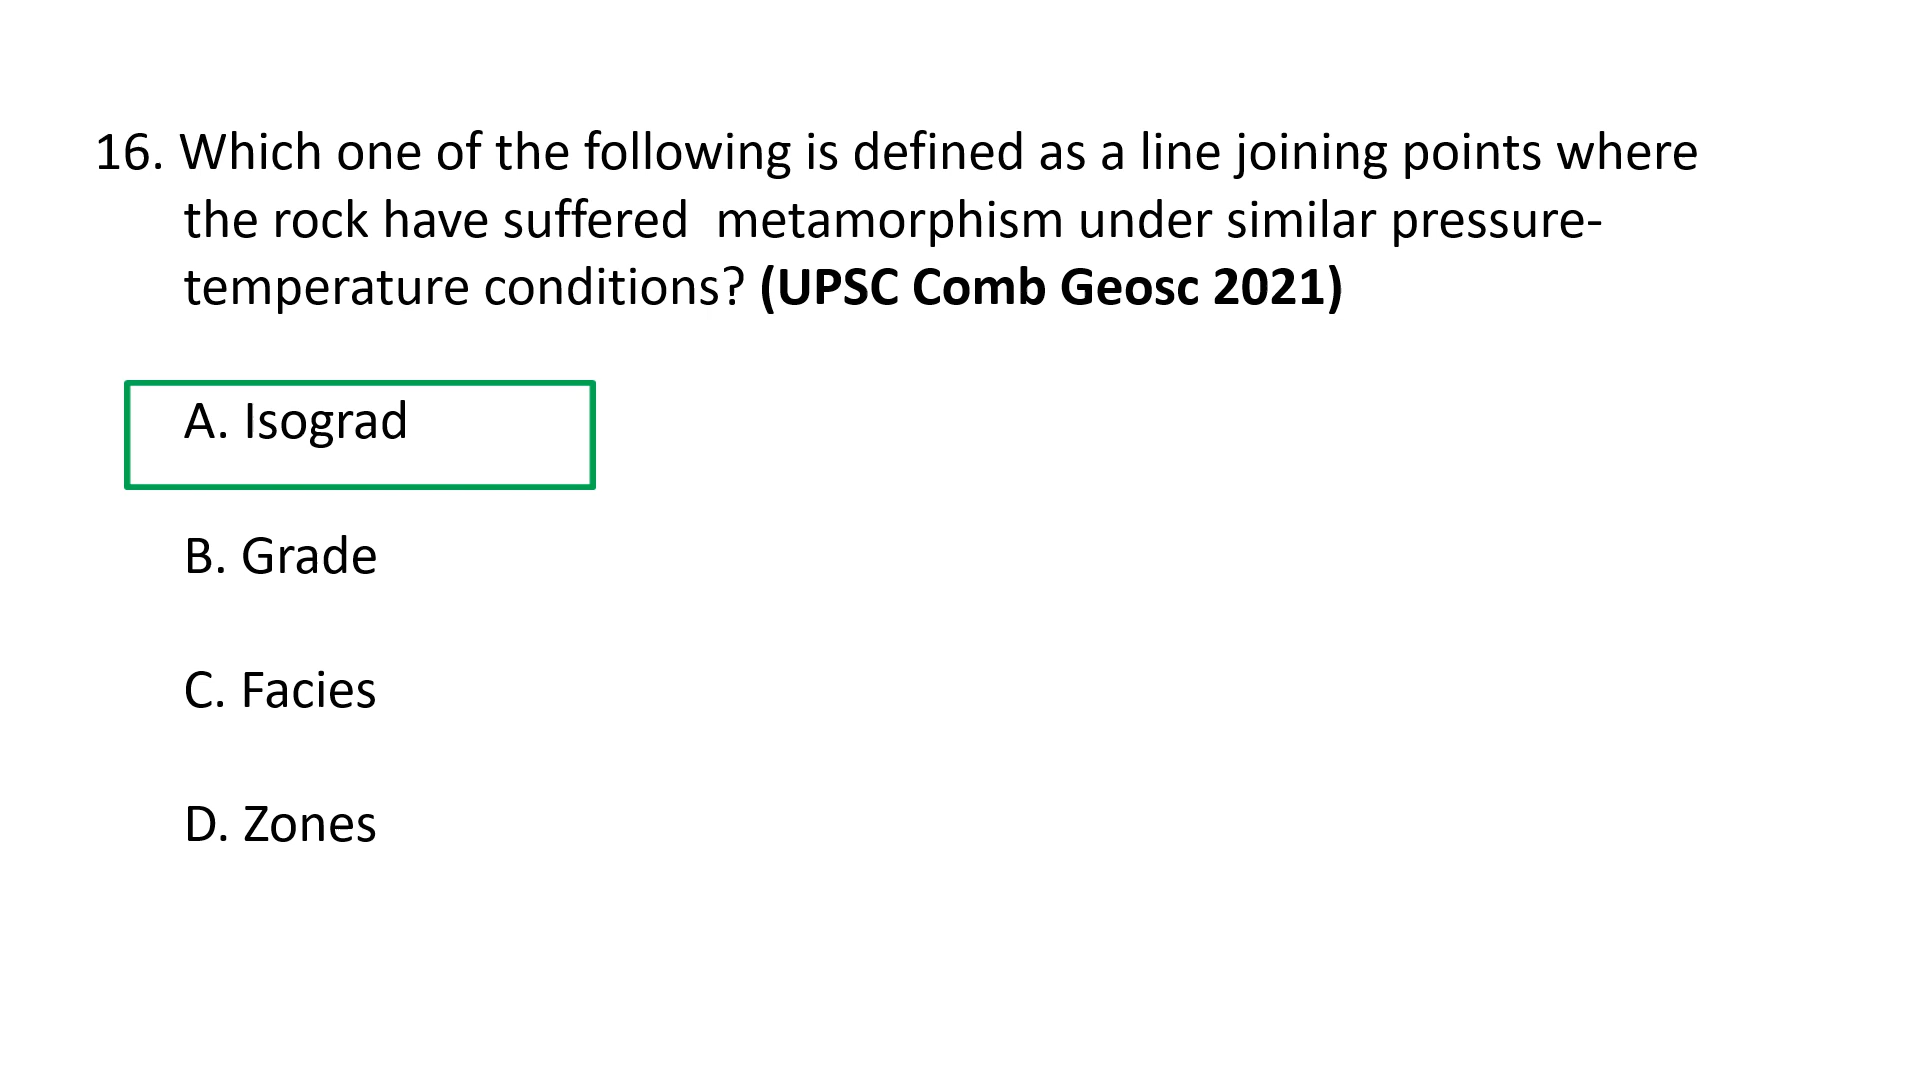 16. Which one of the following is defined as a line joining points where
the rock have suffered  metamorphism under similar pressure-
temperature conditions? (UPSC Comb Geosc 2021)
A. Isograd
B. Grade
C. Facies
D. Zones